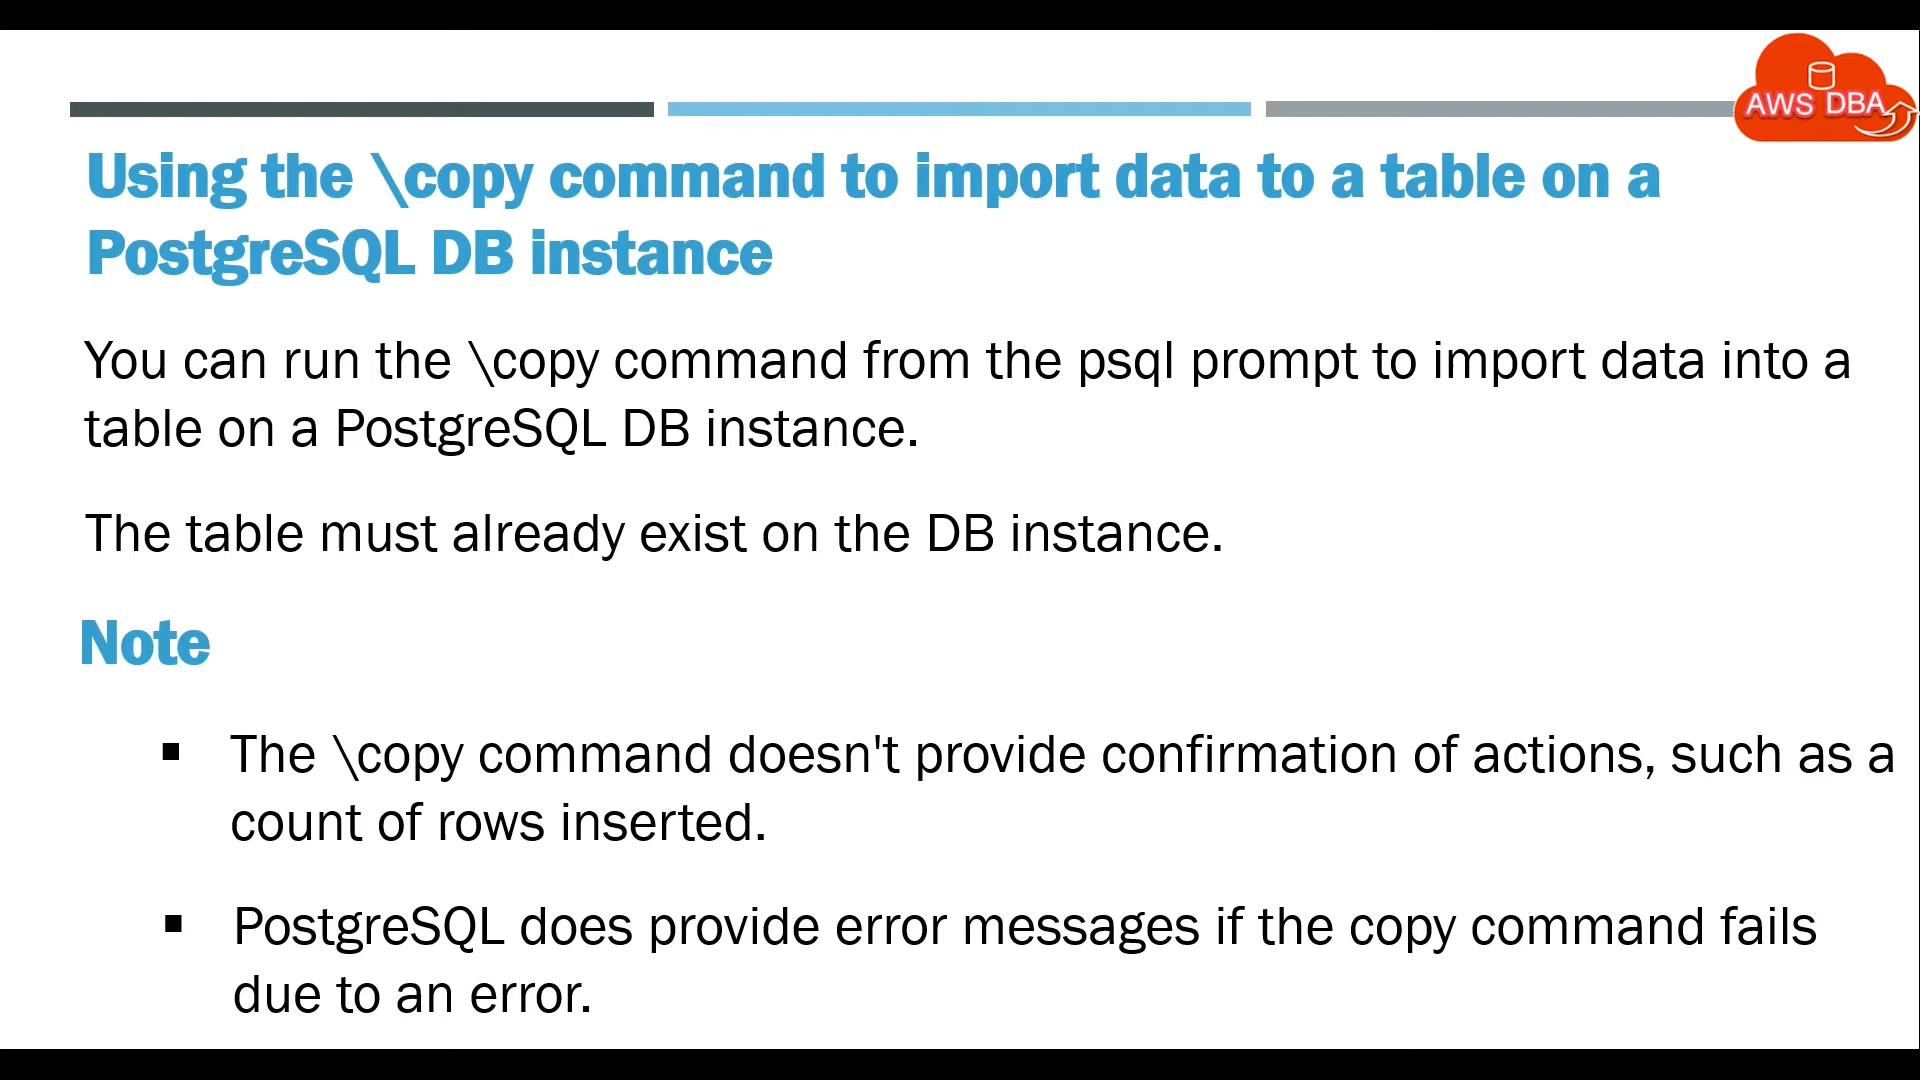 AWS DBA
Using the \copy command to import data to a table on a
PostgreSQL DB instance
You can run the \copy command from the psql prompt to import data into a
table on a PostgreSQL DB instance.
The table must already exist on the DB instance.
Note
▪ The \copy command doesn't provide confirmation of actions, such as a
count of rows inserted.
▪ PostgreSQL does provide error messages if the copy command fails
due to an error.